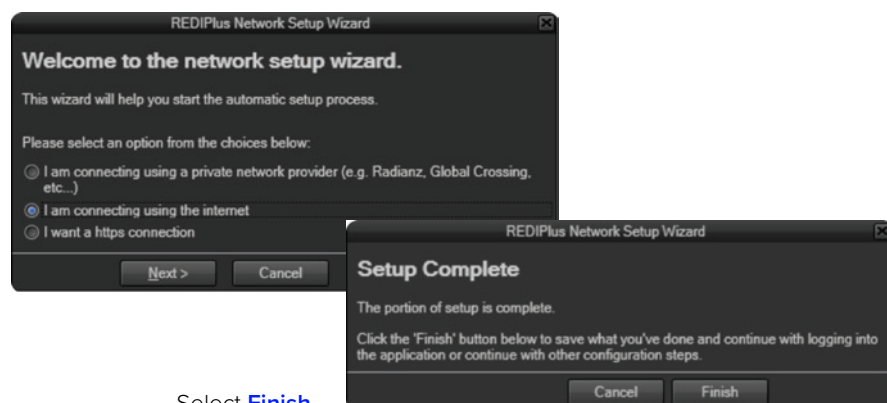 REDIPlus Network Setup Wizard
Welcome to the network setup wizard.
This wizard will help you start the automatic setup process.
Please select an option from the choices below:
I am connecting using a private network provider (e.g. Radianz, Global Crossing,
etc...)
I am connecting using the internet
I want a https connection
Next >
Cancel
REDIPlus Network Setup Wizard
Setup Complete
The portion of setup is complete.
Click the 'Finish' button below to save what you've done and continue with logging into
the application or continue with other configuration steps.
Cancel
Finish
Select Finish